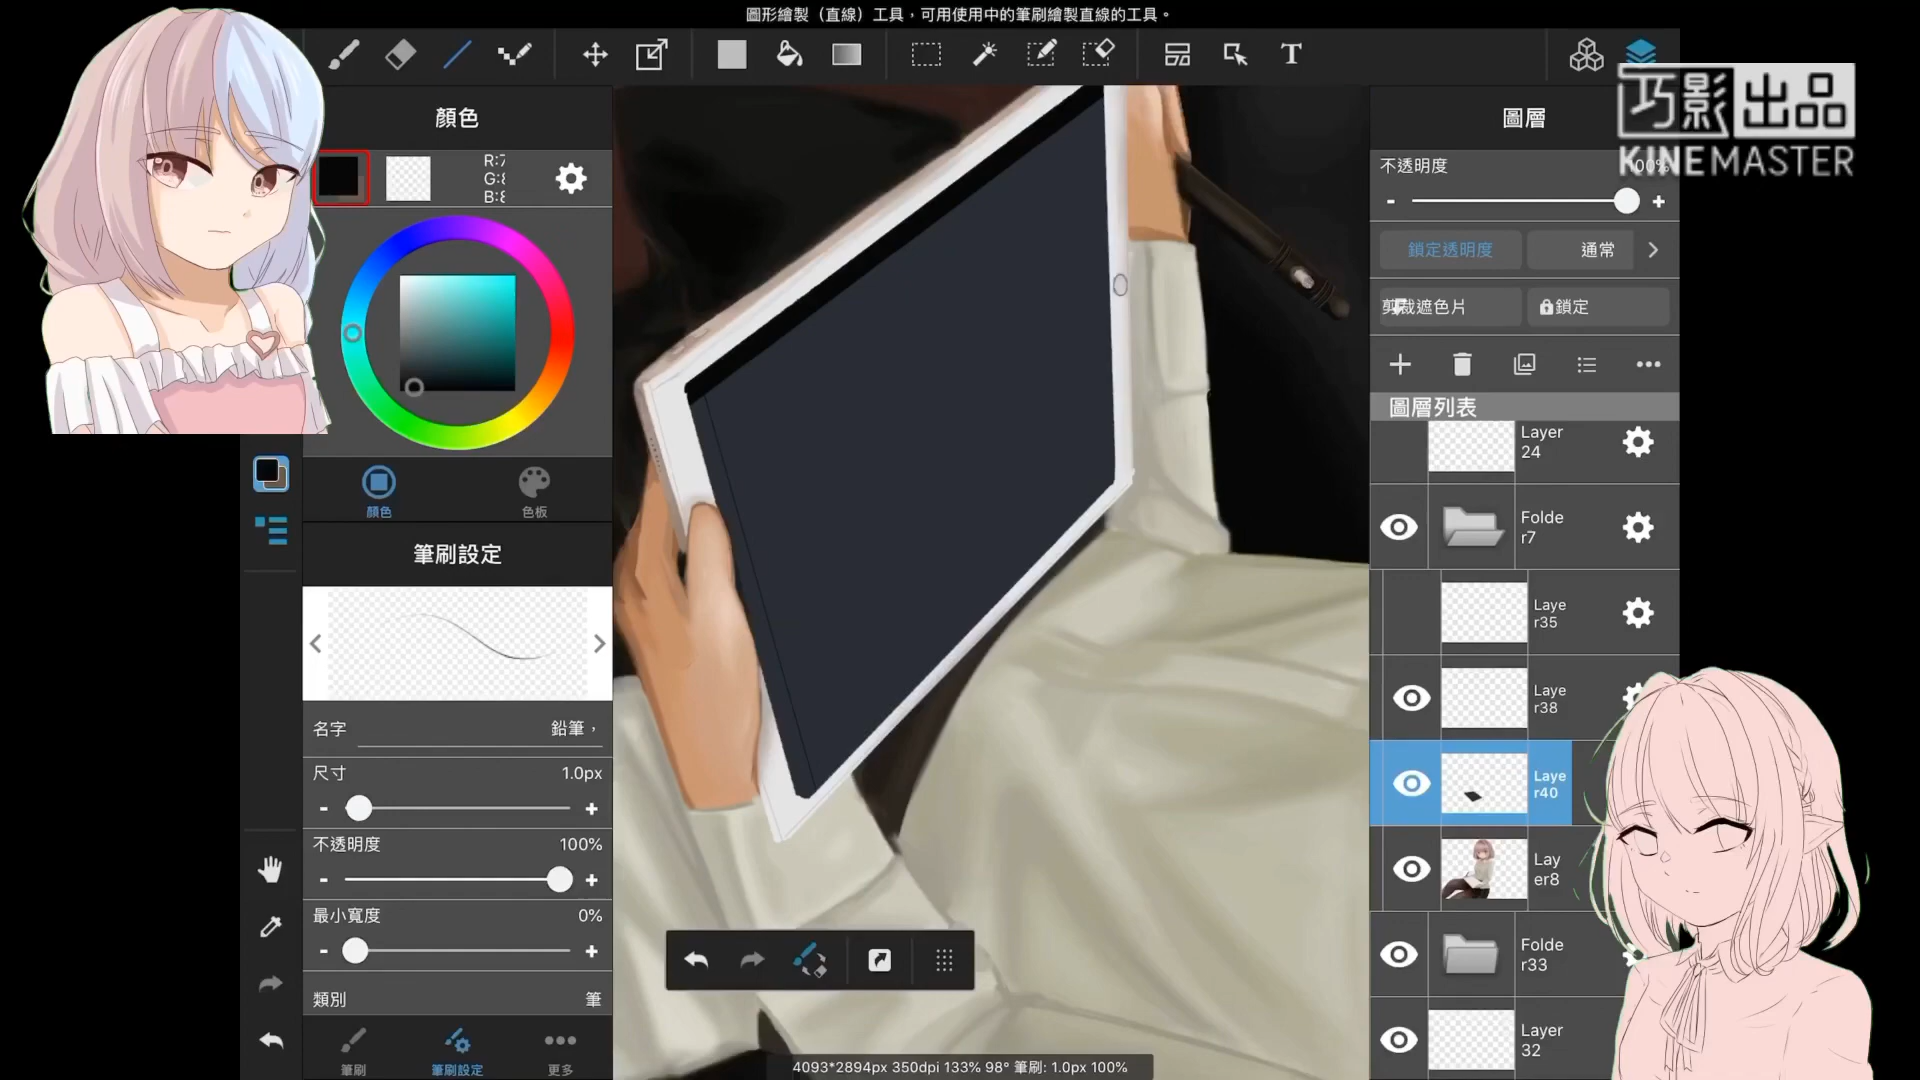 圖形繪製（直線）工具，可用使用中的筆刷繪製直線的工具。
T
顏色
R:7
G:8
B:8
顏色
色板
筆刷設定
名字
鉛筆，
尺寸
1.0px
-
+
不透明度
100%
-
+
最小寬度
0%
-
+
類別
筆
筆刷
筆刷設定
更多
4093*2894px 350dpi 133% 98° 筆刷: 1.0px 100%
圖層
巧影出品
KINEMASTER
不透明度
100%
-
+
鎖定透明度
通常
剪裁遮色片
鎖定
圖層列表
Layer
24
Folde
r7
Laye
r35
Laye
r38
Laye
r40
Lay
er8
Folde
r33
Layer
32